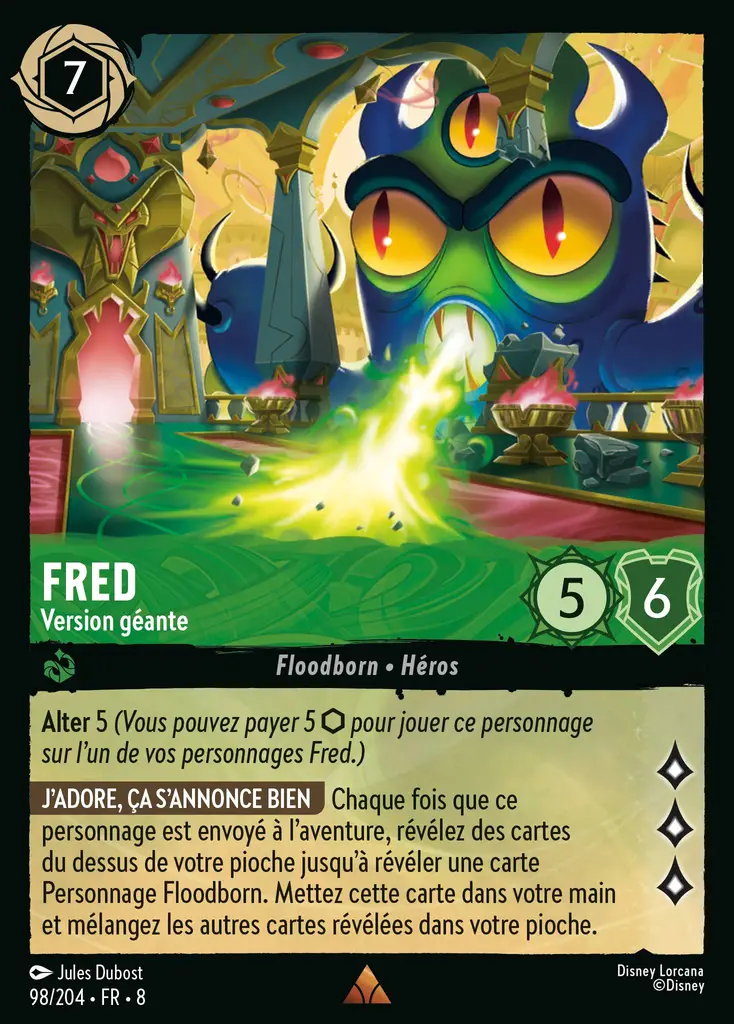 7
FRED
Version géante
5
6
Floodborn • Héros
Alter 5 (Vous pouvez payer 5 ⬡ pour jouer ce personnage
sur l'un de vos personnages Fred.)
J'ADORE, ÇA S'ANNONCE BIEN Chaque fois que ce
personnage est envoyé à l'aventure, révélez des cartes
du dessus de votre pioche jusqu'à révéler une carte
Personnage Floodborn. Mettez cette carte dans votre main
et mélangez les autres cartes révélées dans votre pioche.
Jules Dubost
98/204 • FR • 8
Disney Lorcana
©Disney